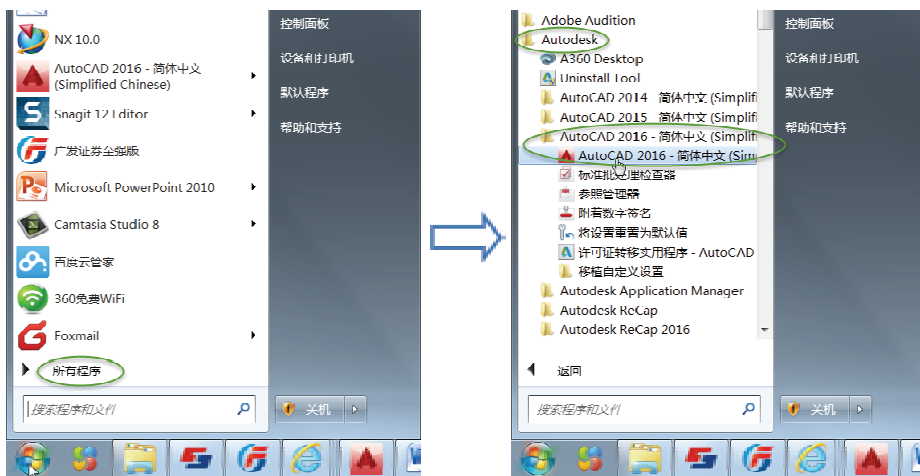 NX 10.0
AutoCAD 2016 - 简体中文
(Simplified Chinese)
Snagit 12 Editor
广发证券至强版
Microsoft PowerPoint 2010
Camtasia Studio 8
百度云管家
360免费WiFi
Foxmail
所有程序
搜索程序和文件
控制面板
设备和打印机
默认程序
帮助和支持
关机
Adobe Audition
Autodesk
A360 Desktop
Uninstall Tool
AutoCAD 2014 - 简体中文 (Simplifi
AutoCAD 2015 - 简体中文 (Simplifi
AutoCAD 2016 - 简体中文 (Simplifi
AutoCAD 2016 - 简体中文 (Sim
标准批处理检查器
参照管理器
附着数字签名
将设置重置为默认值
许可证转移实用程序 - AutoCAD
移植自定义设置
Autodesk Application Manager
Autodesk ReCap
Autodesk ReCap 2016
返回
搜索程序和文件
控制面板
设备和打印机
默认程序
帮助和支持
关机